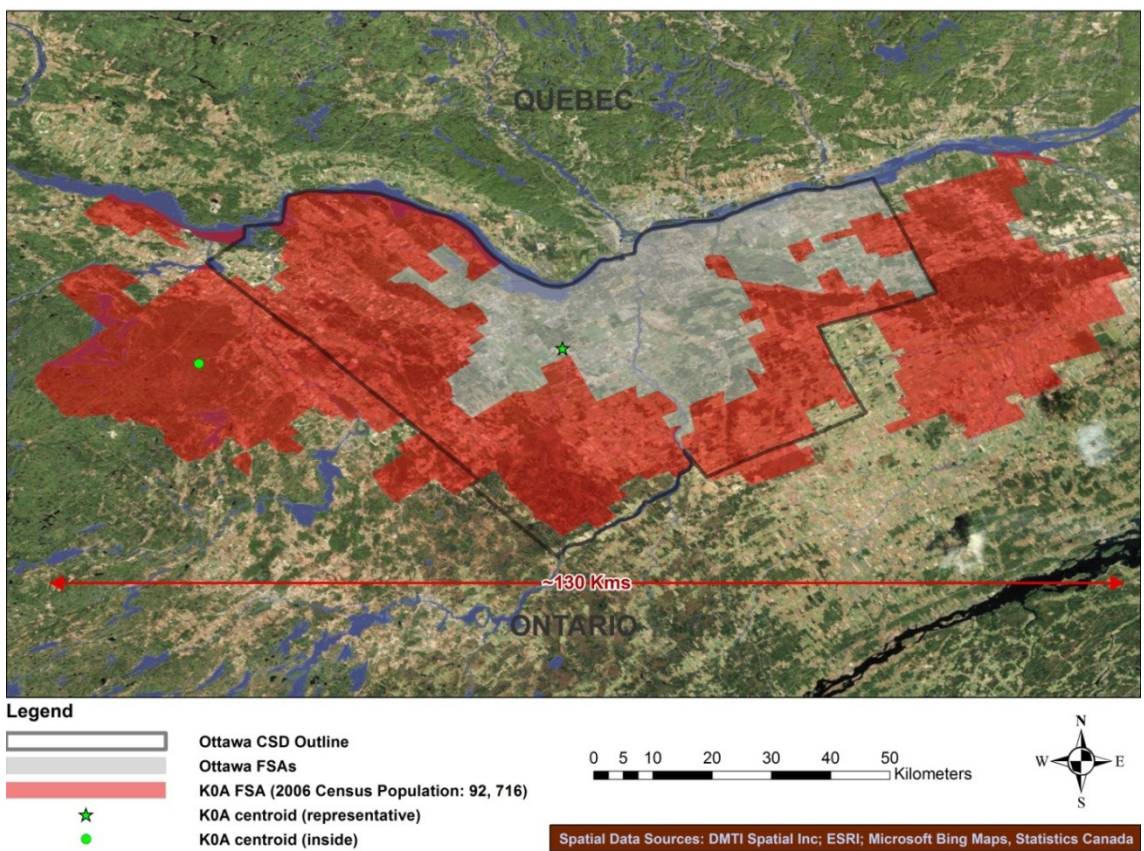 QUEBEC
~130 Kms
ONTARIO
Legend
Ottawa CSD Outline
Ottawa FSAs
K0A FSA (2006 Census Population: 92, 716)
K0A centroid (representative)
K0A centroid (inside)
0 5 10 20 30 40 50
Kilometers
N
W E
S
Spatial Data Sources: DMTI Spatial Inc; ESRI; Microsoft Bing Maps, Statistics Canada